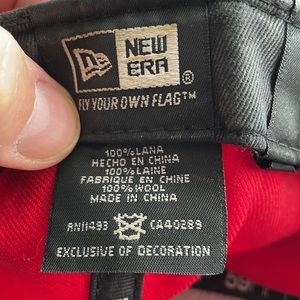 NEW
ERA
®
FLY YOUR OWN FLAG™
100% LANA
HECHO EN CHINA
100% LAINE
FABRIQUE EN CHINE
100% WOOL
MADE IN CHINA
RN11493 CA40289
EXCLUSIVE OF DECORATION